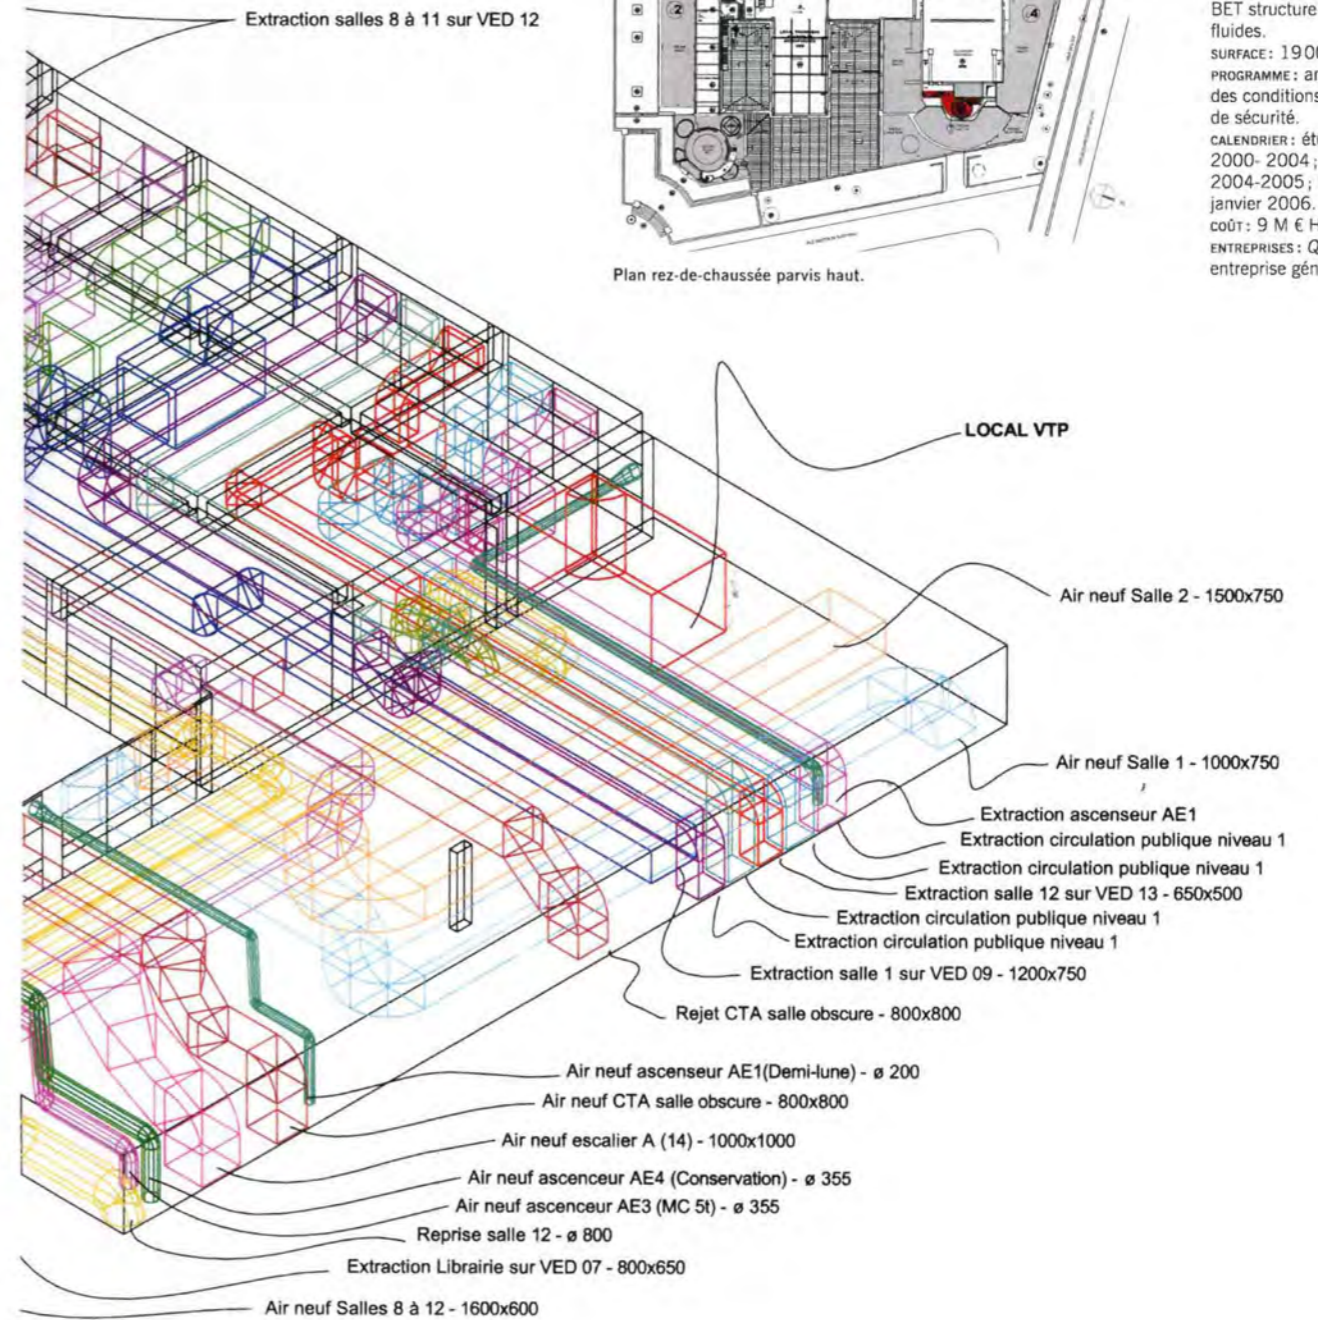 Extraction salles 8 à 11 sur VED 12
BET structure
fluides.
SURFACE : 1900
PROGRAMME :
des conditions
de sécurité.
CALENDRIER :
2000- 2004 ;
2004-2005 ;
janvier 2006.
COÛT : 9 M € H
ENTREPRISES :
entreprise gén
Plan rez-de-chaussée parvis haut.
LOCAL VTP
Air neuf Salle 2 - 1500x750
Air neuf Salle 1 - 1000x750
Extraction ascenseur AE1
Extraction circulation publique niveau 1
Extraction circulation publique niveau 1
Extraction salle 12 sur VED 13 - 650x500
Extraction circulation publique niveau 1
Extraction circulation publique niveau 1
Extraction salle 1 sur VED 09 - 1200x750
Rejet CTA salle obscure - 800x800
Air neuf ascenseur AE1(Demi-lune) - ø 200
Air neuf CTA salle obscure - 800x800
Air neuf escalier A (14) - 1000x1000
Air neuf ascenceur AE4 (Conservation) - ø 355
Air neuf ascenceur AE3 (MC 5t) - ø 355
Reprise salle 12 - ø 800
Extraction Librairie sur VED 07 - 800x650
Air neuf Salles 8 à 12 - 1600x600